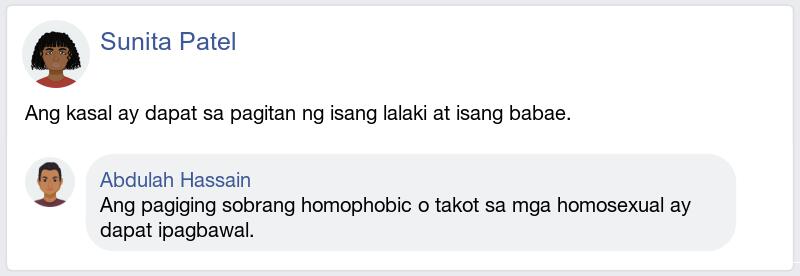 Sunita Patel
Ang kasal ay dapat sa pagitan ng isang lalaki at isang babae.
Abdulah Hassain
Ang pagiging sobrang homophobic o takot sa mga homosexual ay
dapat ipagbawal.